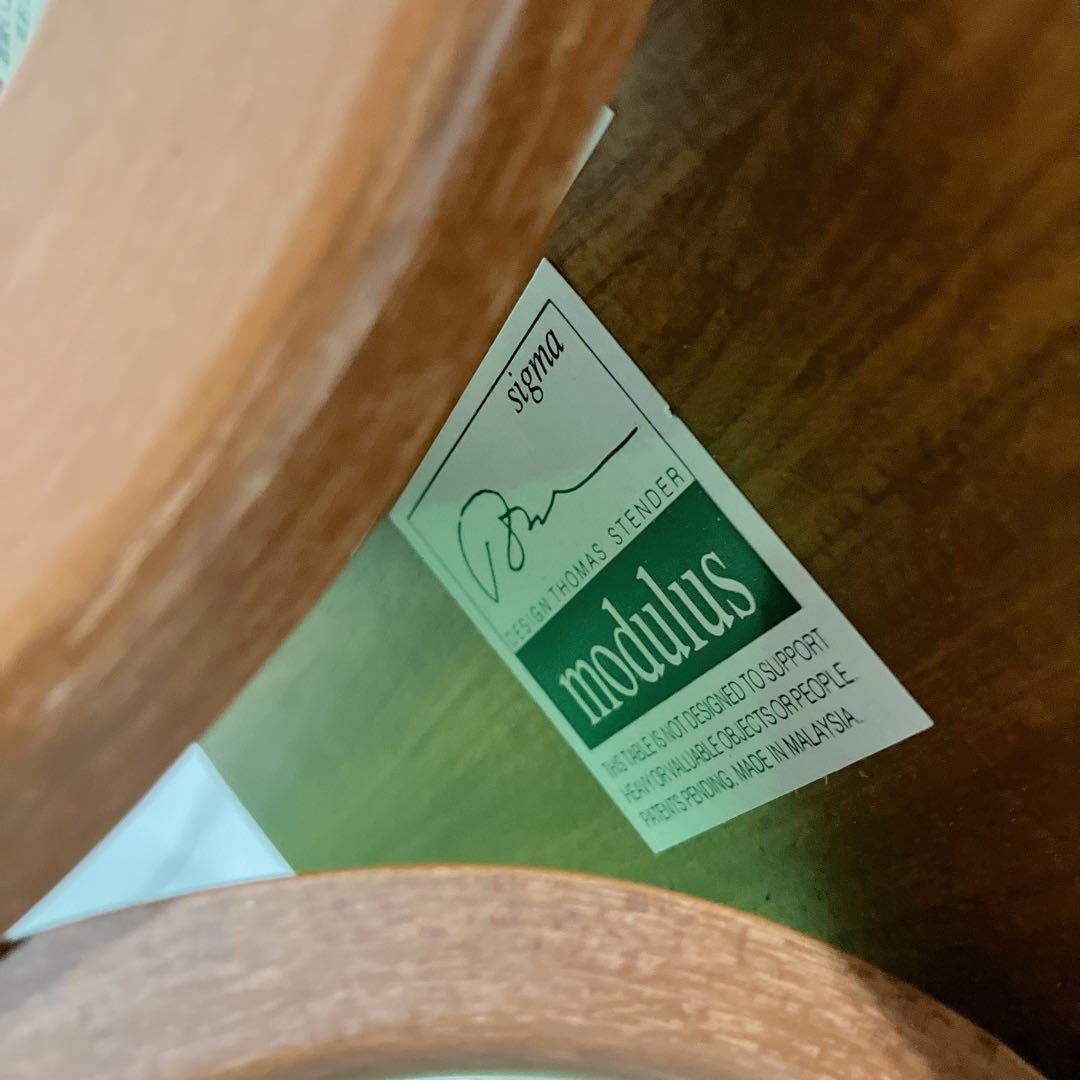 sigma
DESIGN THOMAS STENDER
modulus
THIS TABLE IS NOT DESIGNED TO SUPPORT
HEAVY OR VALUABLE OBJECTS OR PEOPLE.
PATENTS PENDING. MADE IN MALAYSIA.